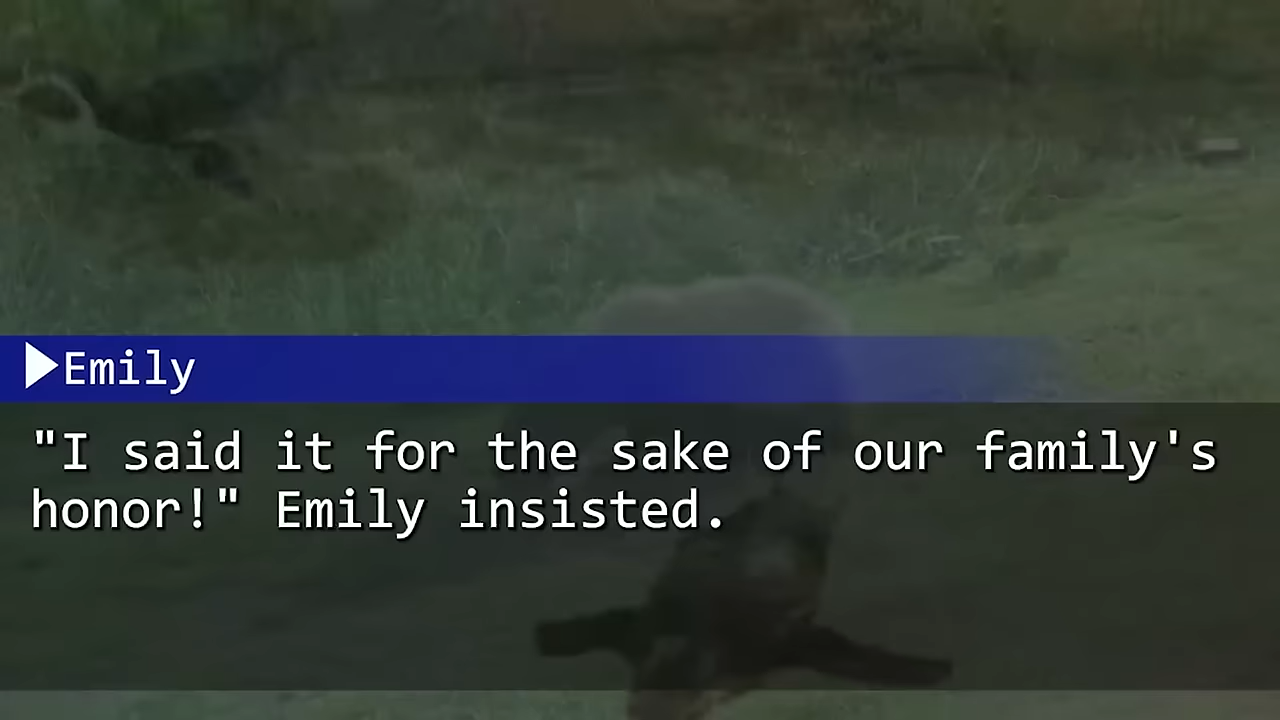 ▶Emily
"I said it for the sake of our family's
honor!" Emily insisted.